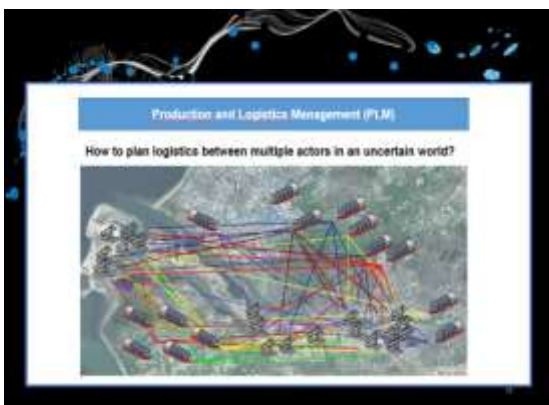 Production and Logistics Management (PLM)
How to plan logistics between multiple actors in an uncertain world?